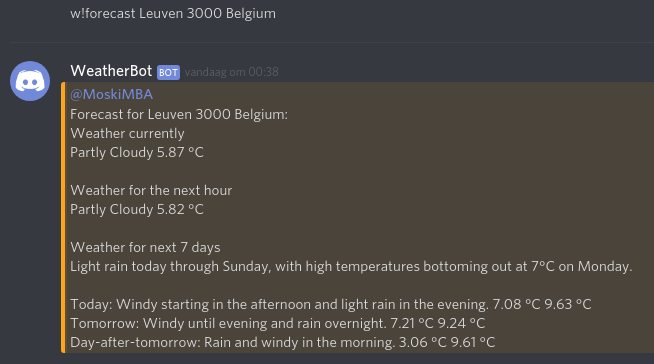 w!forecast Leuven 3000 Belgium
WeatherBot BOT vandaag om 00:38
@MoskiMBA
Forecast for Leuven 3000 Belgium:
Weather currently
Partly Cloudy 5.87 °C
Weather for the next hour
Partly Cloudy 5.82 °C
Weather for next 7 days
Light rain today through Sunday, with high temperatures bottoming out at 7°C on Monday.
Today: Windy starting in the afternoon and light rain in the evening. 7.08 °C 9.63 °C
Tomorrow: Windy until evening and rain overnight. 7.21 °C 9.24 °C
Day-after-tomorrow: Rain and windy in the morning. 3.06 °C 9.61 °C